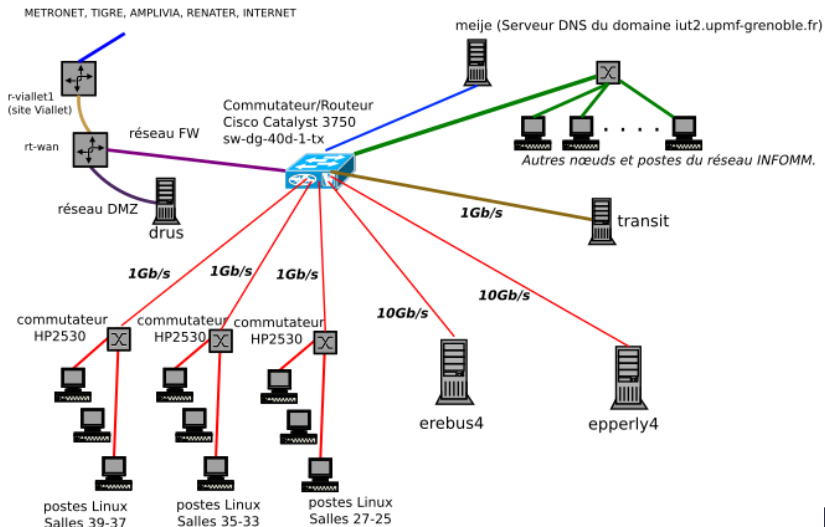 METRONET, TIGRE, AMPLIVIA, RENATER, INTERNET
meije (Serveur DNS du domaine iut2.upmf-grenoble.fr)
r-viallet1
(site Viallet)
Commutateur/Routeur
Cisco Catalyst 3750
sw-dg-40d-1-tx
réseau FW
rt-wan
Autres nœuds et postes du réseau INFOMM.
réseau DMZ
drus
1Gb/s
transit
1Gb/s
1Gb/s
1Gb/s
10Gb/s
10Gb/s
commutateur
HP2530
commutateur
HP2530
commutateur
HP2530
erebus4
epperly4
postes Linux
Salles 39-37
postes Linux
Salles 35-33
postes Linux
Salles 27-25